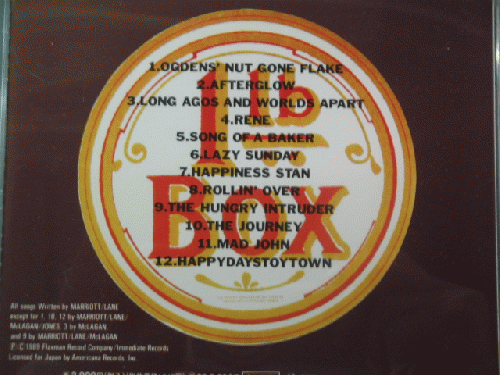 1.OGDENS' NUT GONE FLAKE
2.AFTERGLOW
3.LONG AGOS AND WORLDS APART
4.RENE
5.SONG OF A BAKER
6.LAZY SUNDAY
7.HAPPINESS STAN
8.ROLLIN' OVER
9.THE HUNGRY INTRUDER
10.THE JOURNEY
11.MAD JOHN
12.HAPPYDAYSTOYTOWN
1 lb
BOX
All songs Written by MARRIOTT/LANE
except for 1, 10, 12 by MARRIOTT/LANE/
McLAGAN/JONES, 3 by McLAGAN,
and 9 by MARRIOTT/LANE/McLAGAN
Ⓟ Ⓒ 1989 Record Company/Immediate Records
Licensed for Japan by Americana Records, Inc.